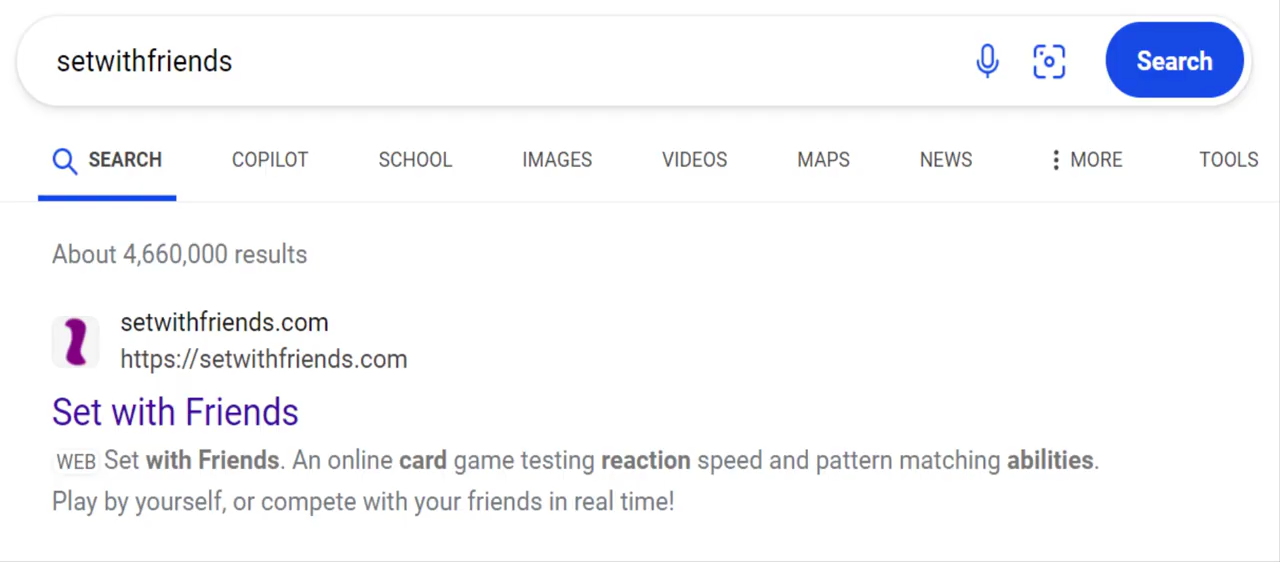 setwithfriends Search
SEARCH COPILOT SCHOOL IMAGES VIDEOS MAPS NEWS MORE TOOLS
About 4,660,000 results
setwithfriends.com
https://setwithfriends.com
Set with Friends
WEB Set with Friends. An online card game testing reaction speed and pattern matching abilities.
Play by yourself, or compete with your friends in real time!